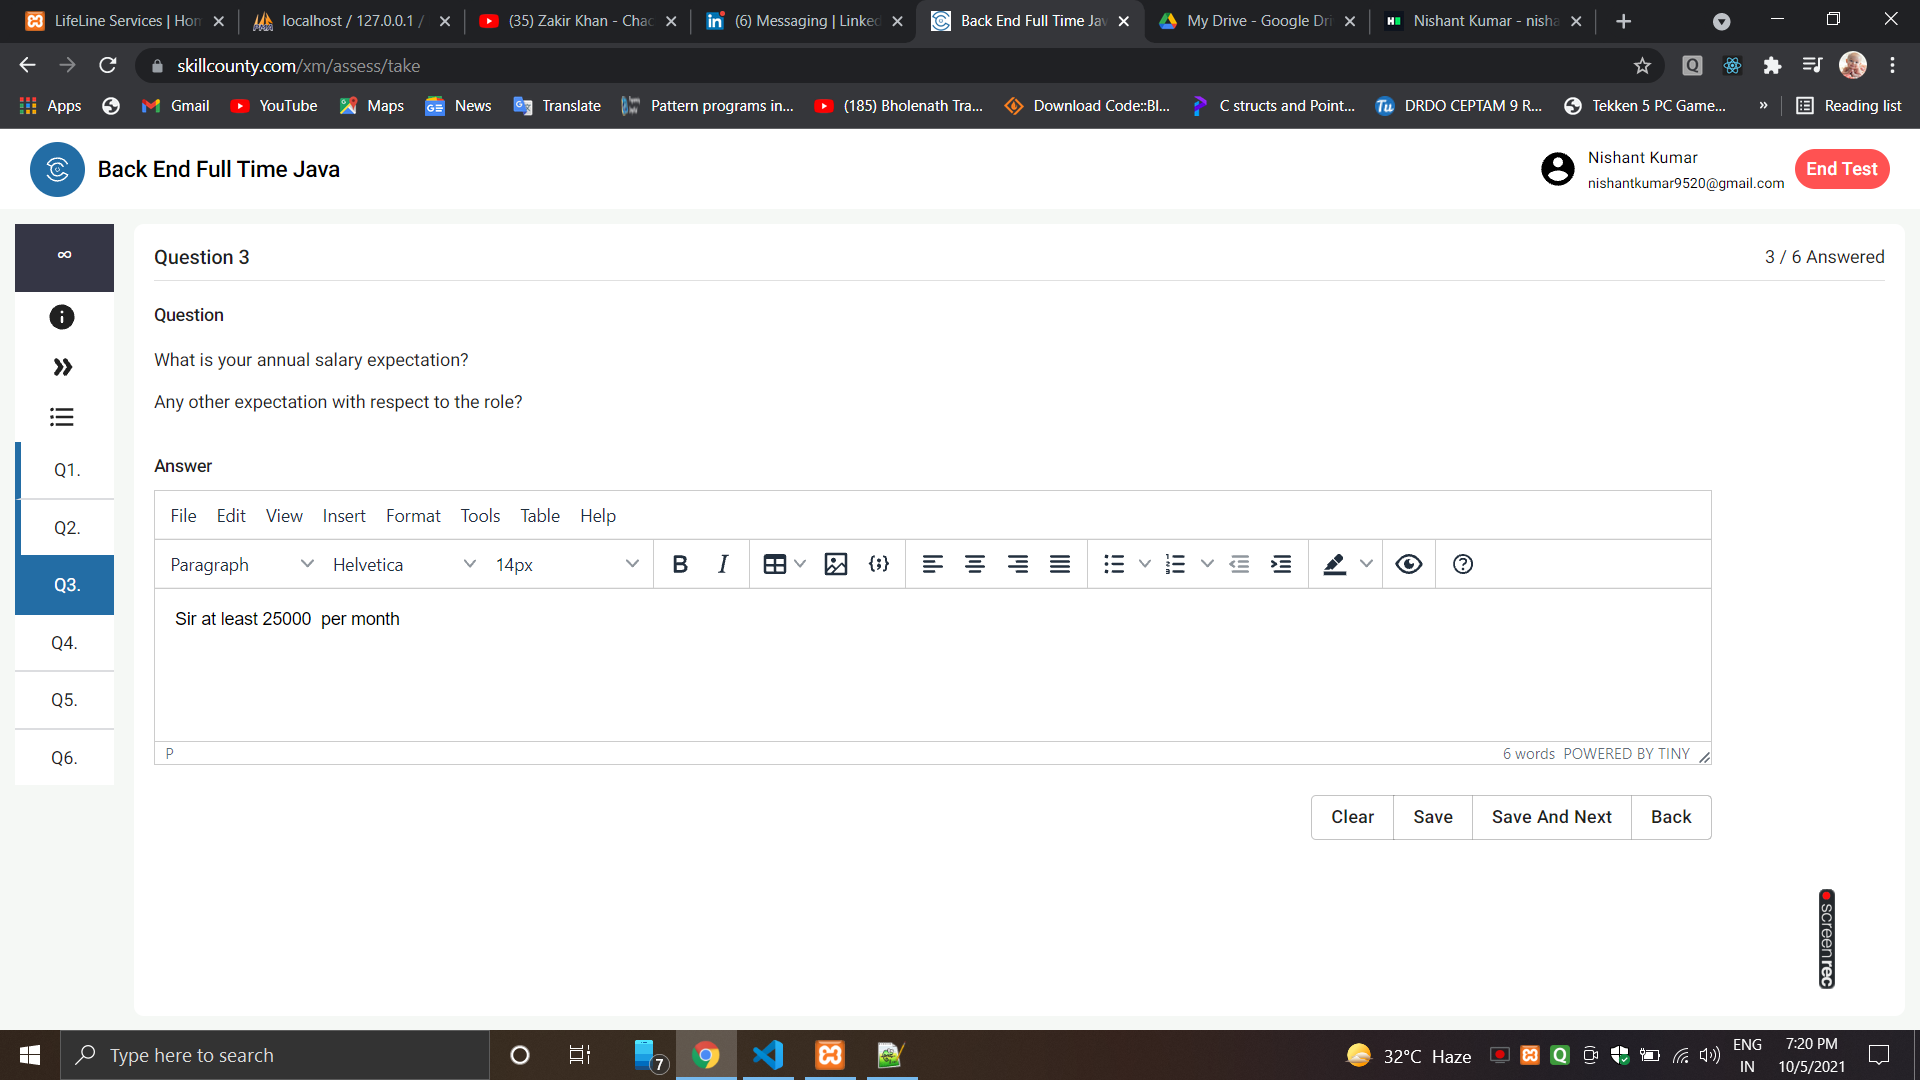 LifeLine Services | Hom
localhost / 127.0.0.1 /
(35) Zakir Khan - Chac
(6) Messaging | Linked
Back End Full Time Jav
My Drive - Google Dri
Nishant Kumar - nisha
skillcounty.com/xm/assess/take
Apps
Gmail
YouTube
Maps
News
Translate
Pattern programs in...
(185) Bholenath Tra...
Download Code::Bl...
C structs and Point...
DRDO CEPTAM 9 R...
Tekken 5 PC Game...
»
Reading list
Back End Full Time Java
Nishant Kumar
nishantkumar9520@gmail.com
End Test
∞
Question 3
3 / 6 Answered
Question
What is your annual salary expectation?
Any other expectation with respect to the role?
Q1.
Q2.
Q3.
Q4.
Q5.
Q6.
Answer
File Edit View Insert Format Tools Table Help
Paragraph Helvetica 14px B I
Sir at least 25000  per month
P
6 words POWERED BY TINY
Clear Save Save And Next Back
screenrec
Type here to search
7
32°C Haze
ENG
IN
7:20 PM
10/5/2021